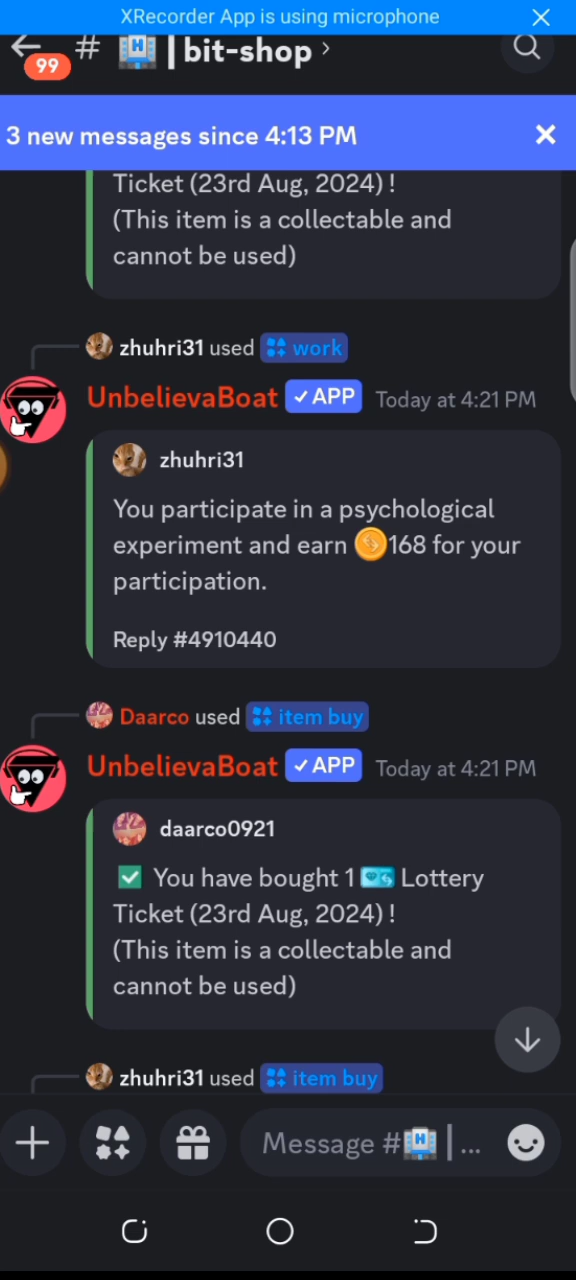 XRecorder App is using microphone
99
# H | bit-shop
3 new messages since 4:13 PM
Ticket (23rd Aug, 2024) !
(This item is a collectable and
cannot be used)
zhuhri31 used work
UnbelievaBoat ✓ APP Today at 4:21 PM
zhuhri31
You participate in a psychological
experiment and earn 168 for your
participation.
Reply #4910440
Daarco used item buy
UnbelievaBoat ✓ APP Today at 4:21 PM
daarco0921
✅ You have bought 1 Lottery
Ticket (23rd Aug, 2024) !
(This item is a collectable and
cannot be used)
zhuhri31 used item buy
Message #H | ...